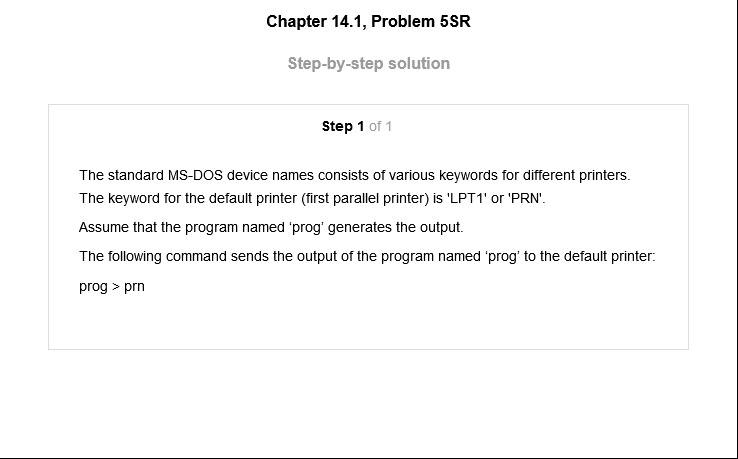 Chapter 14.1, Problem 5SR
Step-by-step solution
Step 1 of 1
The standard MS-DOS device names consists of various keywords for different printers.
The keyword for the default printer (first parallel printer) is 'LPT1' or 'PRN'.
Assume that the program named ‘prog’ generates the output.
The following command sends the output of the program named ‘prog’ to the default printer:
prog > prn